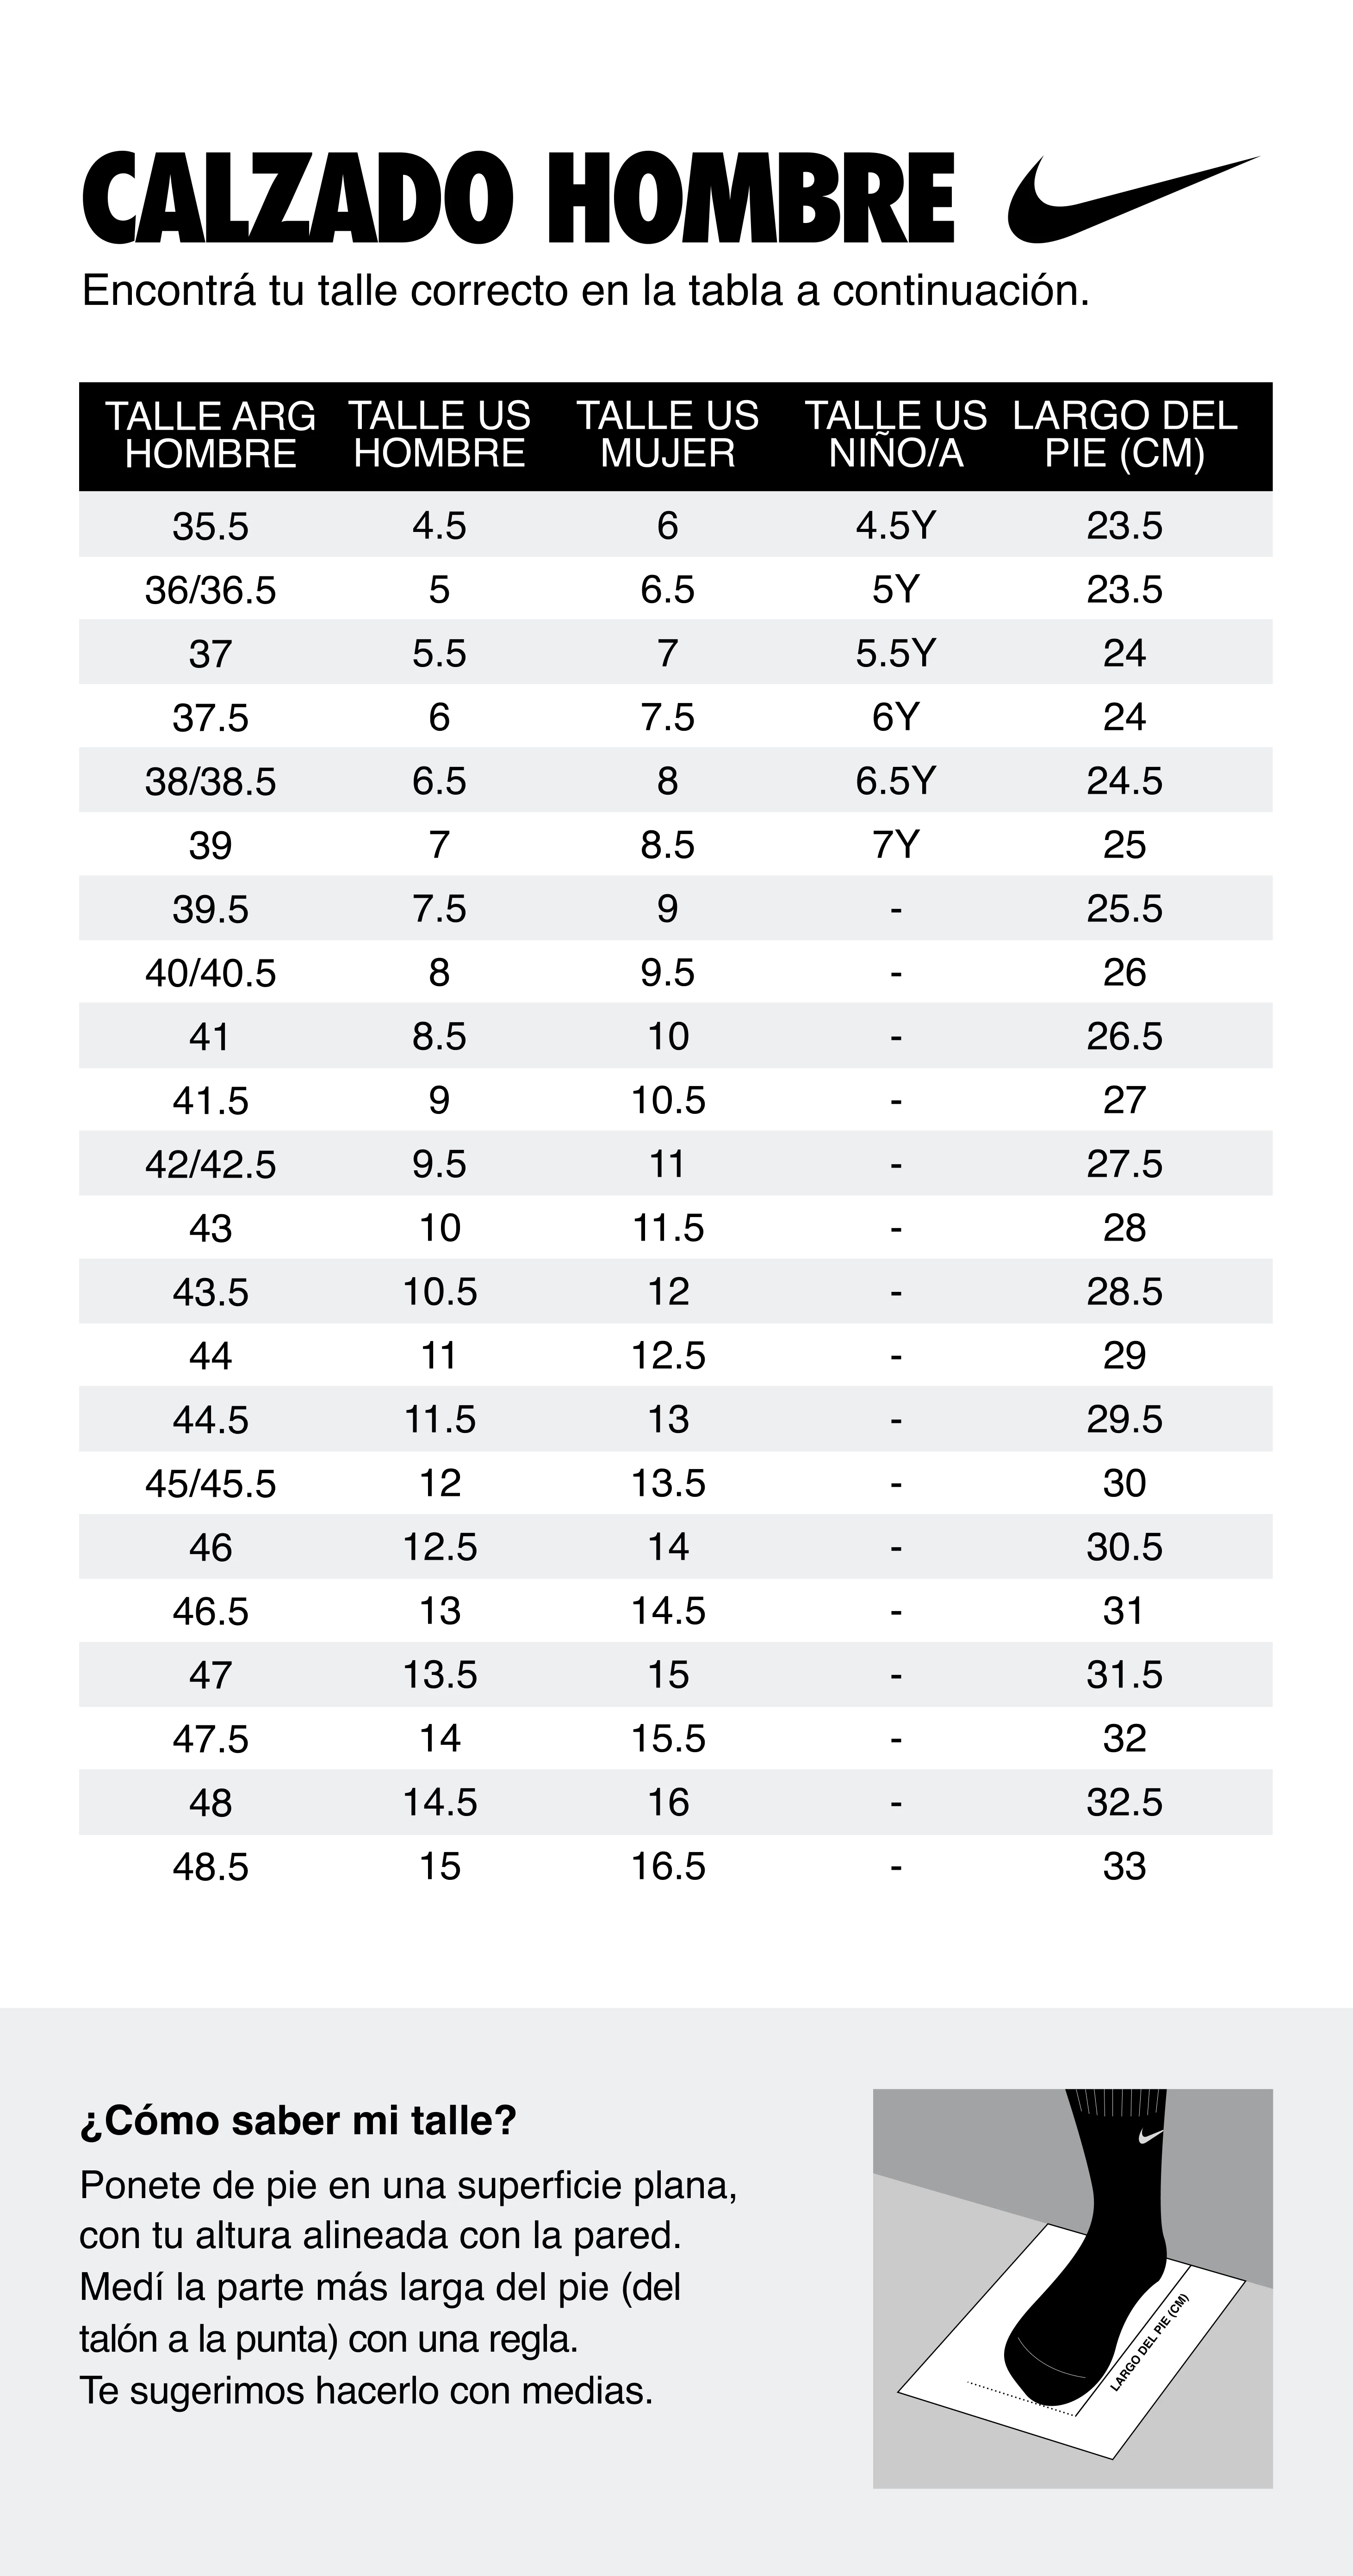 CALZADO HOMBRE
Encontrá tu talle correcto en la tabla a continuación.
TALLE ARG HOMBRE TALLE US HOMBRE TALLE US MUJER TALLE US NIÑO/A LARGO DEL PIE (CM)
35.5 4.5 6 4.5Y 23.5
36/36.5 5 6.5 5Y 23.5
37 5.5 7 5.5Y 24
37.5 6 7.5 6Y 24
38/38.5 6.5 8 6.5Y 24.5
39 7 8.5 7Y 25
39.5 7.5 9 - 25.5
40/40.5 8 9.5 - 26
41 8.5 10 - 26.5
41.5 9 10.5 - 27
42/42.5 9.5 11 - 27.5
43 10 11.5 - 28
43.5 10.5 12 - 28.5
44 11 12.5 - 29
44.5 11.5 13 - 29.5
45/45.5 12 13.5 - 30
46 12.5 14 - 30.5
46.5 13 14.5 - 31
47 13.5 15 - 31.5
47.5 14 15.5 - 32
48 14.5 16 - 32.5
48.5 15 16.5 - 33
¿Cómo saber mi talle?
Ponete de pie en una superficie plana,
con tu altura alineada con la pared.
Medí la parte más larga del pie (del
talón a la punta) con una regla.
Te sugerimos hacerlo con medias.
LARGO DEL PIE (CM)